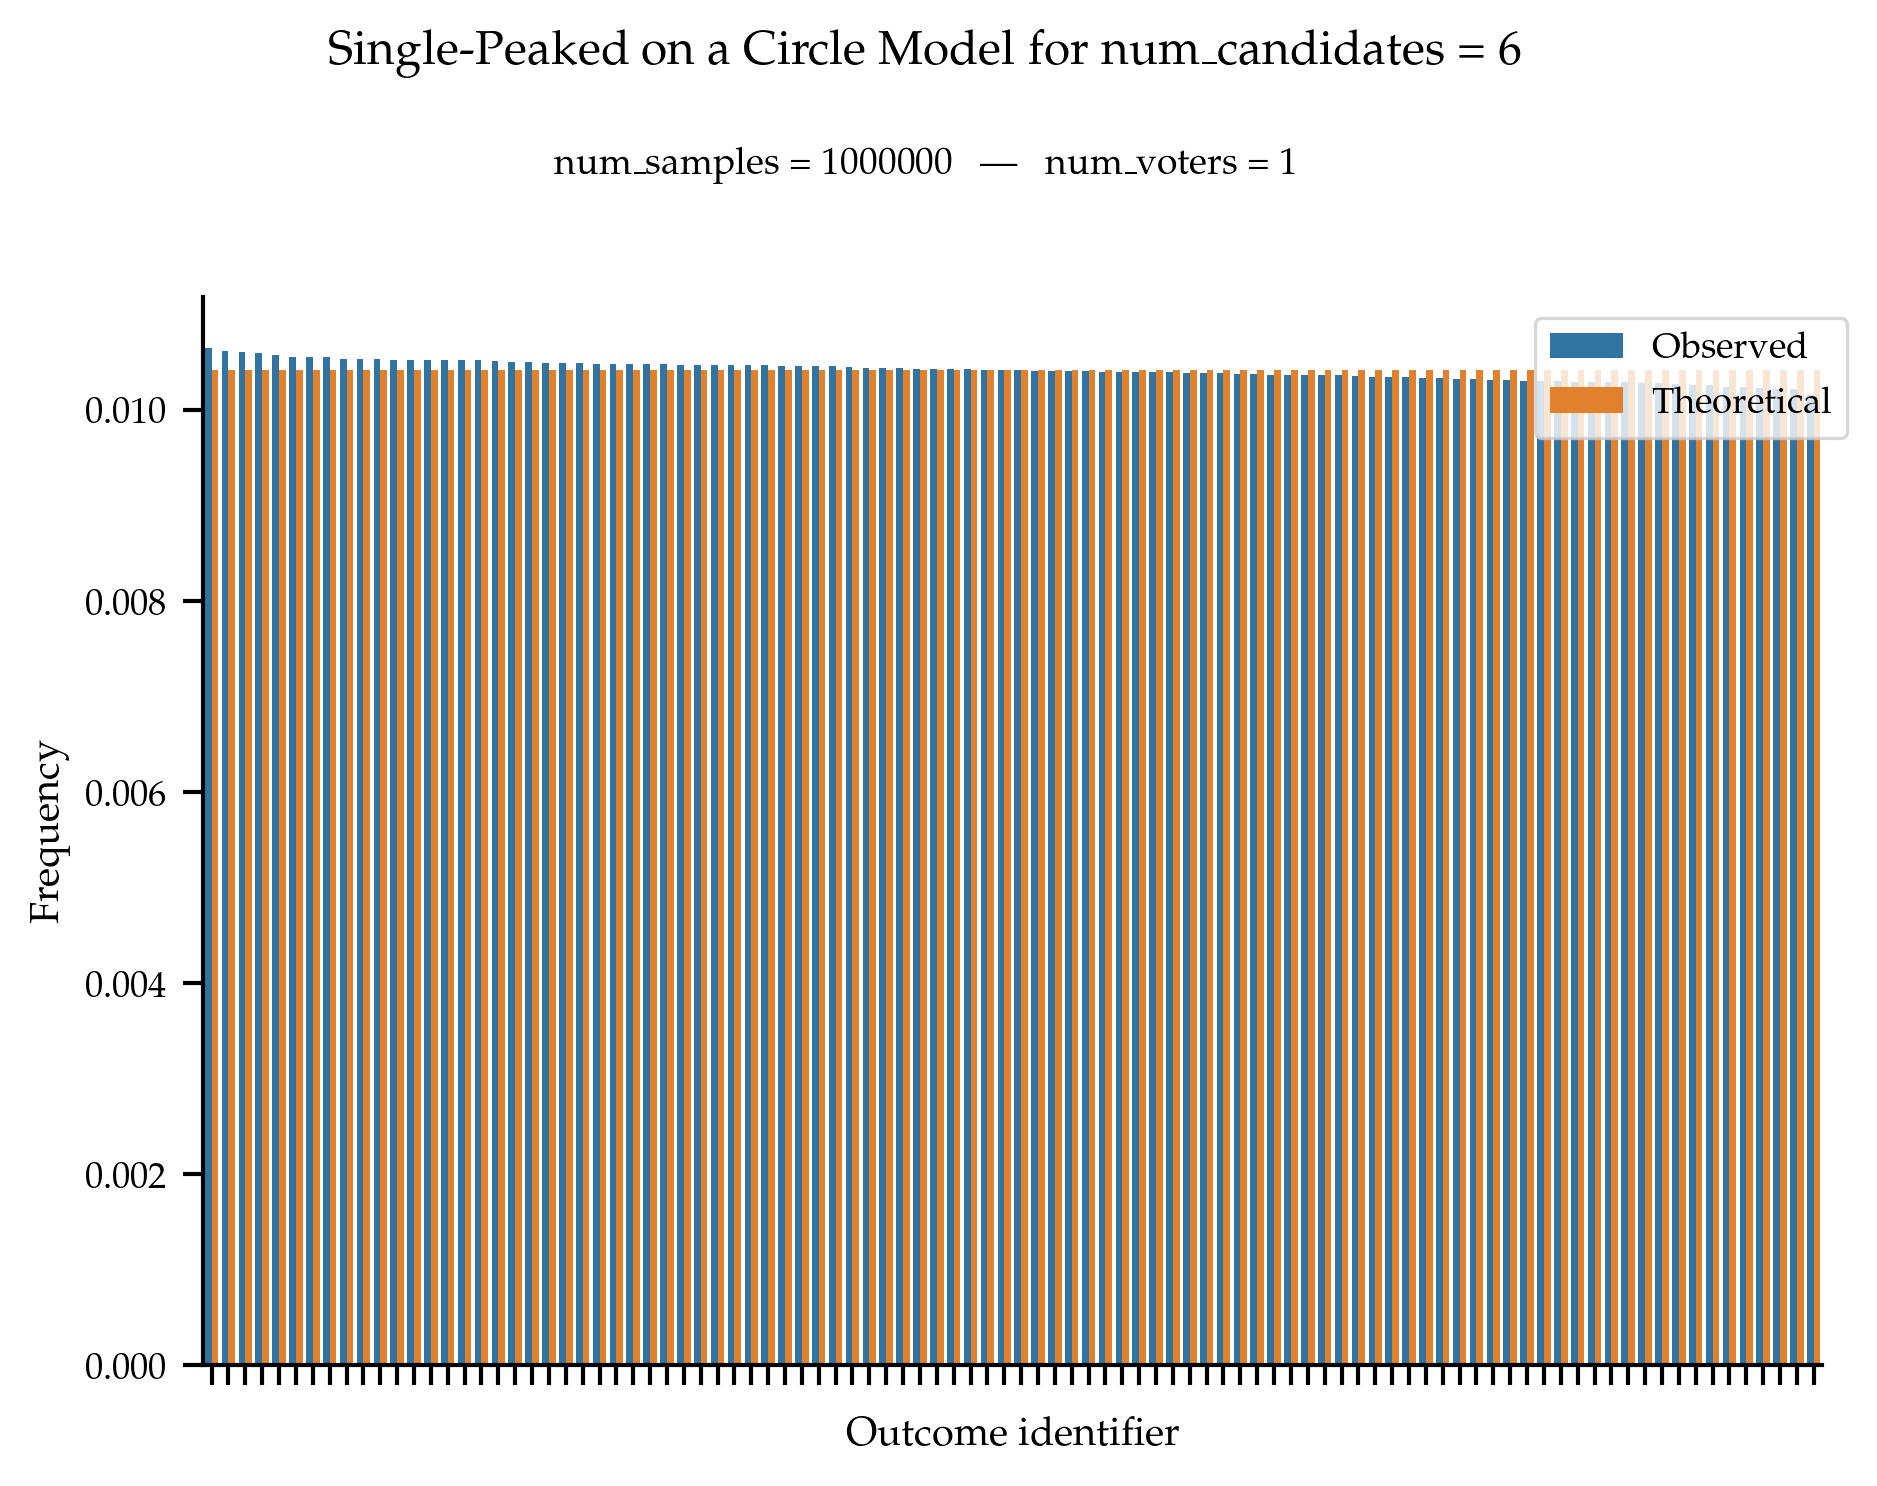 Single-Peaked on a Circle Model for num_candidates = 6
num_samples = 1000000 — num_voters = 1
Observed
Theoretical
0.010
0.008
0.006
0.004
0.002
0.000
Frequency
Outcome identifier